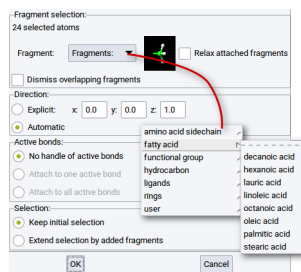 Fragment selection:
24 selected atoms
Fragment: Fragments: Relax attached fragments
Dismiss overlapping fragments
Direction:
Explicit: x: 0.0 y: 0.0 z: 1.0
Automatic
Active bonds:
No handle of active bonds
Attach to one active bond
Attach to all active bonds
Selection:
Keep initial selection
Extend selection by added fragments
OK Cancel
amino acid sidechain
fatty acid
functional group
hydrocarbon
ligands
rings
user
decanoic acid
hexanoic acid
lauric acid
linoleic acid
octanoic acid
oleic acid
palmitic acid
stearic acid